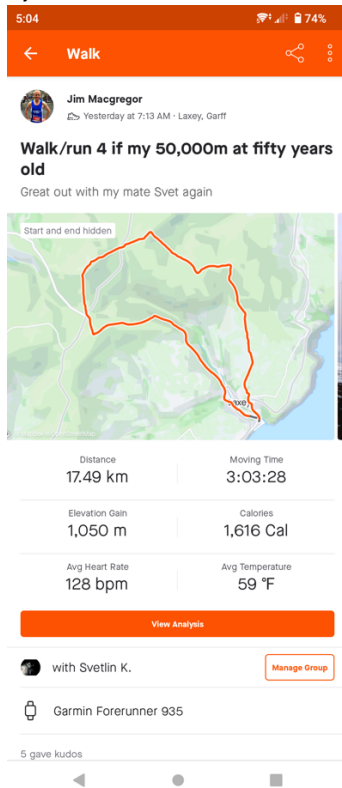 5:04
74%
Walk
Jim Macgregor
Yesterday at 7:13 AM · Laxey, Garff
Walk/run 4 if my 50,000m at fifty years
old
Great out with my mate Svet again
Start and end hidden
Distance
17.49 km
Moving Time
3:03:28
Elevation Gain
1,050 m
Calories
1,616 Cal
Avg Heart Rate
128 bpm
Avg Temperature
59 °F
View Analysis
with Svetlin K.
Manage Group
Garmin Forerunner 935
5 gave kudos